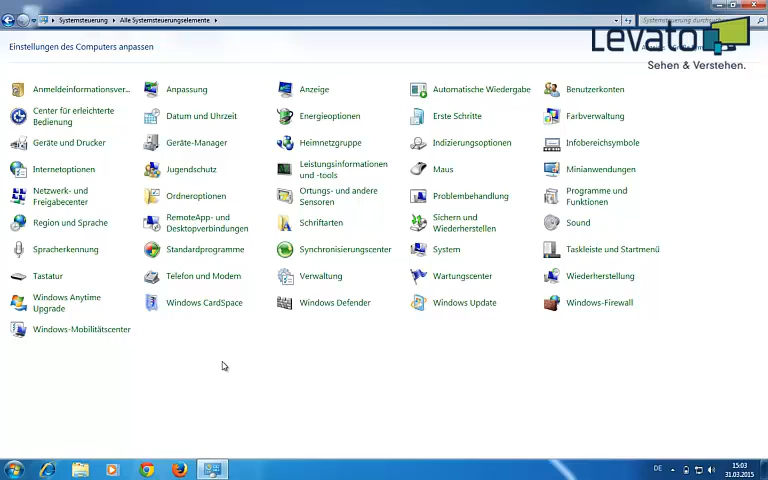 Systemsteuerung ▸ Alle Systemsteuerungselemente ▸
Systemsteuerung durchsuchen
Levato
Sehen & Verstehen.
Einstellungen des Computers anpassen
Anmeldeinformationsver...
Anpassung
Anzeige
Automatische Wiedergabe
Benutzerkonten
Center für erleichterte
Bedienung
Datum und Uhrzeit
Energieoptionen
Erste Schritte
Farbverwaltung
Geräte und Drucker
Geräte-Manager
Heimnetzgruppe
Indizierungsoptionen
Infobereichsymbole
Internetoptionen
Jugendschutz
Leistungsinformationen
und -tools
Maus
Minianwendungen
Netzwerk- und
Freigabecenter
Ordneroptionen
Ortungs- und andere
Sensoren
Problembehandlung
Programme und
Funktionen
Region und Sprache
RemoteApp- und
Desktopverbindungen
Schriftarten
Sichern und
Wiederherstellen
Sound
Spracherkennung
Standardprogramme
Synchronisierungscenter
System
Taskleiste und Startmenü
Tastatur
Telefon und Modem
Verwaltung
Wartungscenter
Wiederherstellung
Windows Anytime
Upgrade
Windows CardSpace
Windows Defender
Windows Update
Windows-Firewall
Windows-Mobilitätscenter
DE
15:03
31.03.2015